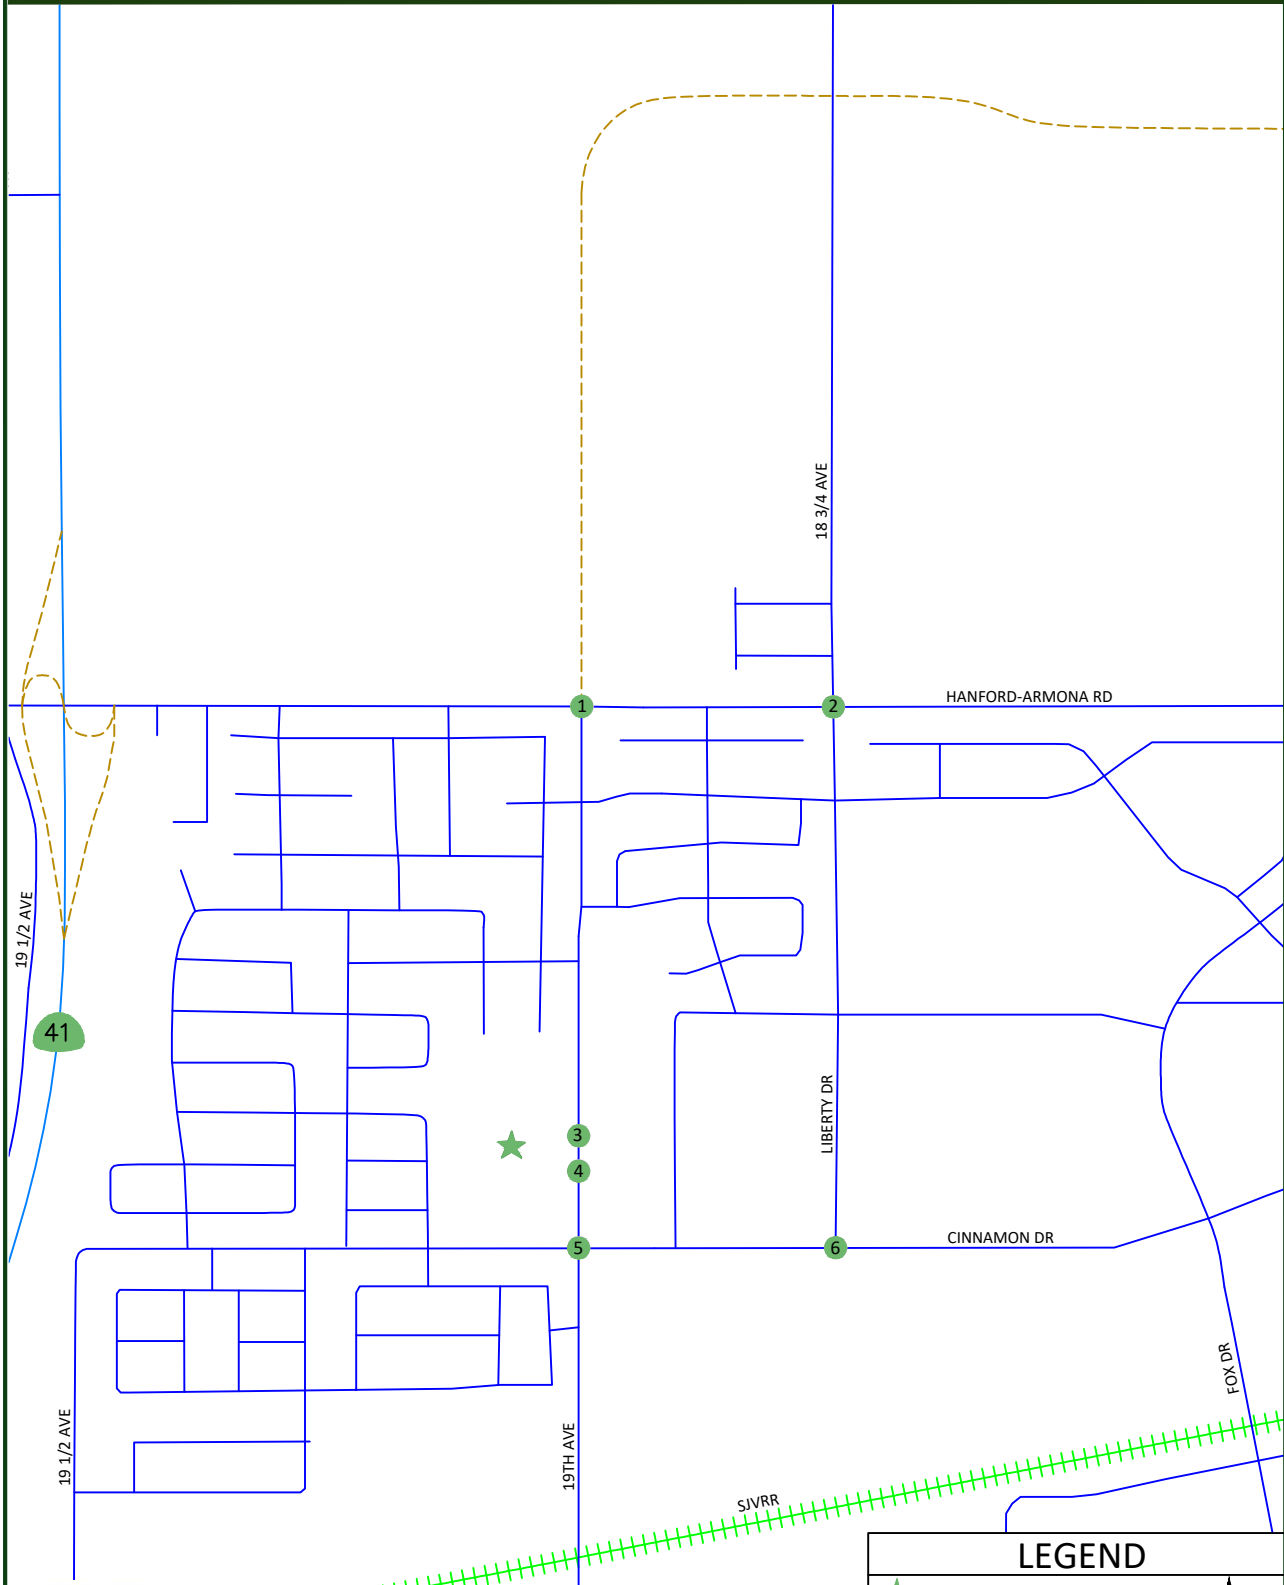 18 3/4 AVE
HANFORD-ARMONA RD
1
2
19 1/2 AVE
41
LIBERTY DR
3
4
5
6
CINNAMON DR
FOX DR
19 1/2 AVE
19TH AVE
SJVRR
LEGEND